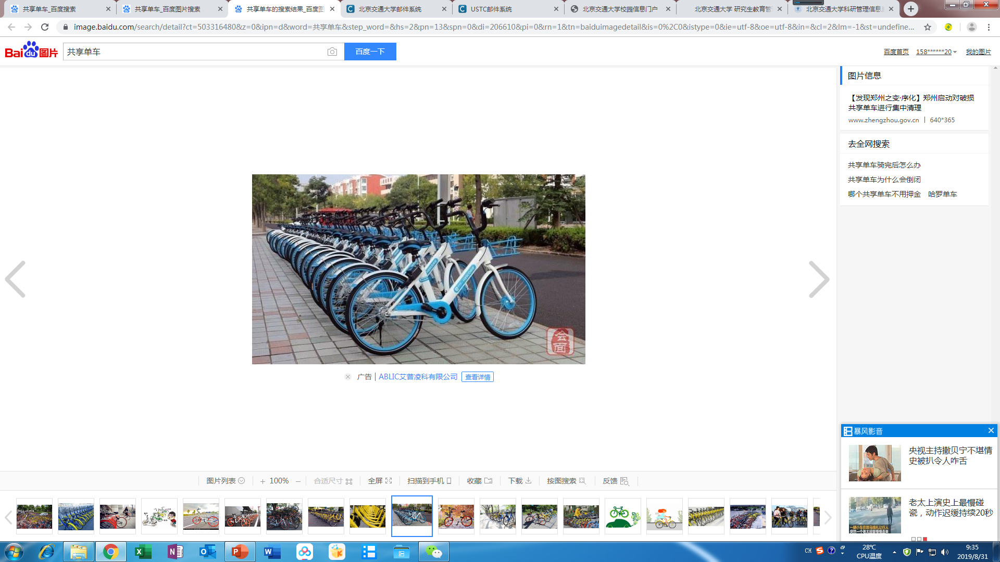 共享单车_百度搜索
共享单车_百度图片搜索
共享单车的搜索结果_百度图
北京交通大学邮件系统
USTC邮件系统
北京交通大学校园信息门户
北京交通大学 研究生教育管
北京交通大学科研管理信息系
image.baidu.com/search/detail?ct=503316480&z=0&ipn=d&word=共享单车&step_word=&hs=2&pn=13&spn=0&di=206610&pi=0&rn=1&tn=baiduimagedetail&is=0%2C0&istype=0&ie=utf-8&oe=utf-8&in=&cl=2&lm=-1&st=undefine...
Bai du 图片
共享单车
百度一下
百度首页
158******20
我的图片
图片信息
【发现郑州之变·序化】郑州启动对破损
共享单车进行集中清理
www.zhengzhou.gov.cn | 640*365
去全网搜索
共享单车骑完后怎么办
共享单车为什么会倒闭
哪个共享单车不用押金 哈罗单车
会面
广告 | ABLIC艾普凌科有限公司 查看详情
暴风影音
央视主持撒贝宁不堪情
史被扒令人咋舌
老太上演史上最慢碰
瓷，动作迟缓持续20秒
图片列表
100%
合适尺寸
全屏
扫描到手机
收藏
下载
按图搜索
反馈
CH
28℃
CPU温度
9:35
2019/8/31